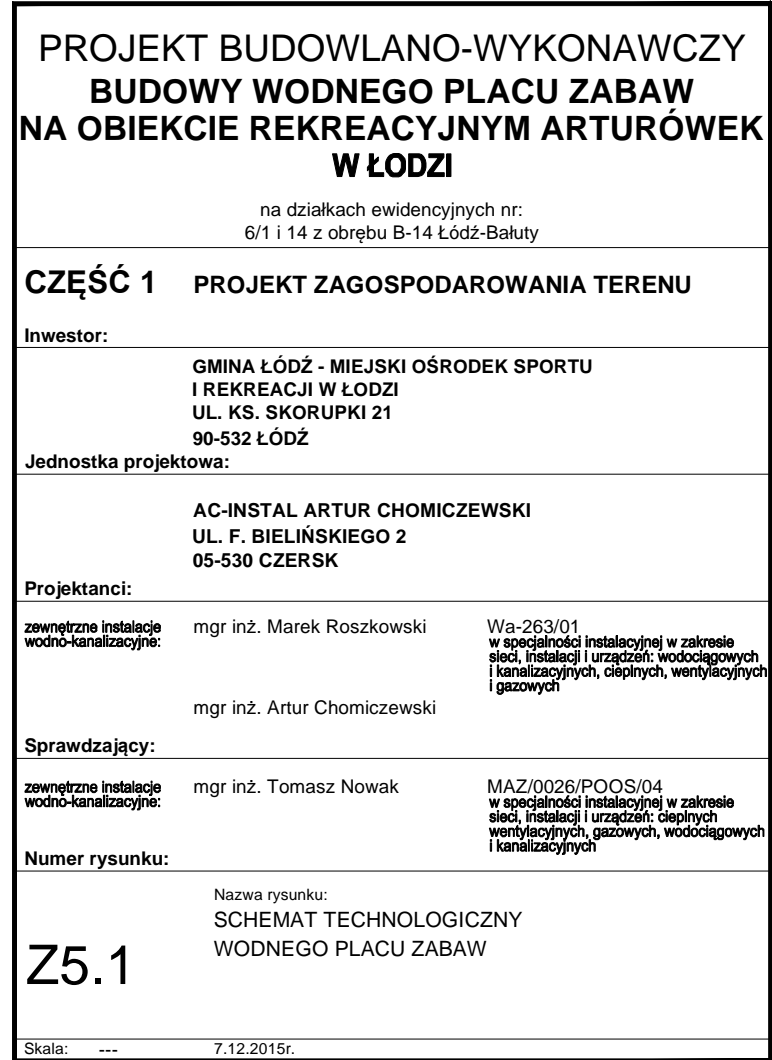 PROJEKT BUDOWLANO-WYKONAWCZY
BUDOWY WODNEGO PLACU ZABAW
NA OBIEKCIE REKREACYJNYM ARTURÓWEK
W ŁODZI
na działkach ewidencyjnych nr:
6/1 i 14 z obrębu B-14 Łódź-Bałuty
CZĘŚĆ 1 PROJEKT ZAGOSPODAROWANIA TERENU
Inwestor:
GMINA ŁÓDŹ - MIEJSKI OŚRODEK SPORTU
I REKREACJI W ŁODZI
UL. KS. SKORUPKI 21
90-532 ŁÓDŹ
Jednostka projektowa:
AC-INSTAL ARTUR CHOMICZEWSKI
UL. F. BIELIŃSKIEGO 2
05-530 CZERSK
Projektanci:
zewnętrzne instalacje
wodno-kanalizacyjne:
mgr inż. Marek Roszkowski
Wa-263/01
w specjalności instalacyjnej w zakresie
sieci, instalacji i urządzeń: wodociągowych
i kanalizacyjnych, cieplnych, wentylacyjnych
i gazowych
mgr inż. Artur Chomiczewski
Sprawdzający:
zewnętrzne instalacje
wodno-kanalizacyjne:
mgr inż. Tomasz Nowak
MAZ/0026/POOS/04
w specjalności instalacyjnej w zakresie
sieci, instalacji i urządzeń: cieplnych
wentylacyjnych, gazowych, wodociągowych
i kanalizacyjnych
Numer rysunku:
Z5.1
Nazwa rysunku:
SCHEMAT TECHNOLOGICZNY
WODNEGO PLACU ZABAW
Skala: --- 7.12.2015r.